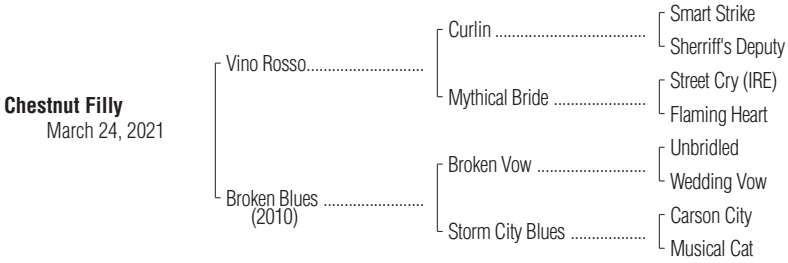 Smart Strike
Curlin ......................................
Sherriff's Deputy
Vino Rosso.............................
Street Cry (IRE)
Mythical Bride .......................
Flaming Heart
Chestnut Filly
March 24, 2021
Unbridled
Broken Vow ...........................
Wedding Vow
Broken Blues .........................
(2010)
Carson City
Storm City Blues ...................
Musical Cat